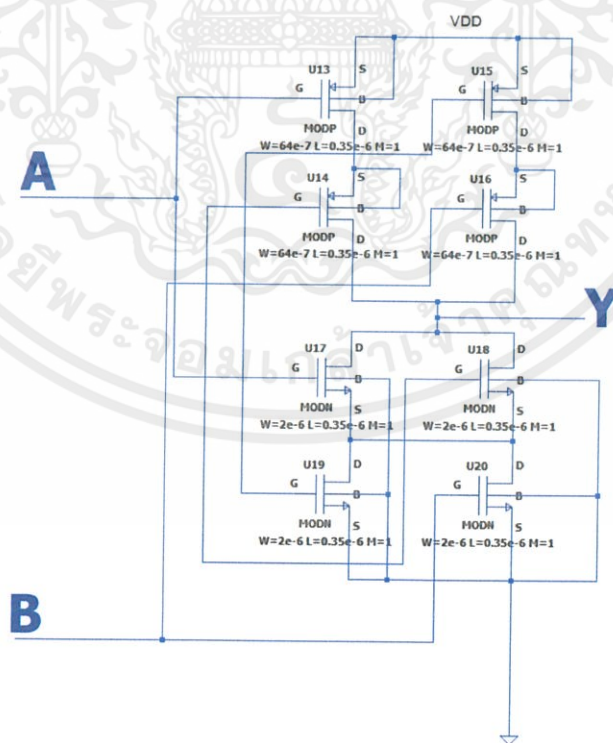 VDD
U13
S
G
B
D
MODP
W=64e-7 L=0.35e-6 M=1
U15
S
G
B
D
MODP
W=64e-7 L=0.35e-6 M=1
A
U14
S
G
B
D
MODP
W=64e-7 L=0.35e-6 M=1
U16
S
G
B
D
MODP
W=64e-7 L=0.35e-6 M=1
Y
U17
D
G
B
S
MODN
W=2e-6 L=0.35e-6 M=1
U18
D
G
B
S
MODN
W=2e-6 L=0.35e-6 M=1
U19
D
G
B
S
MODN
W=2e-6 L=0.35e-6 M=1
U20
D
G
B
S
MODN
W=2e-6 L=0.35e-6 M=1
B